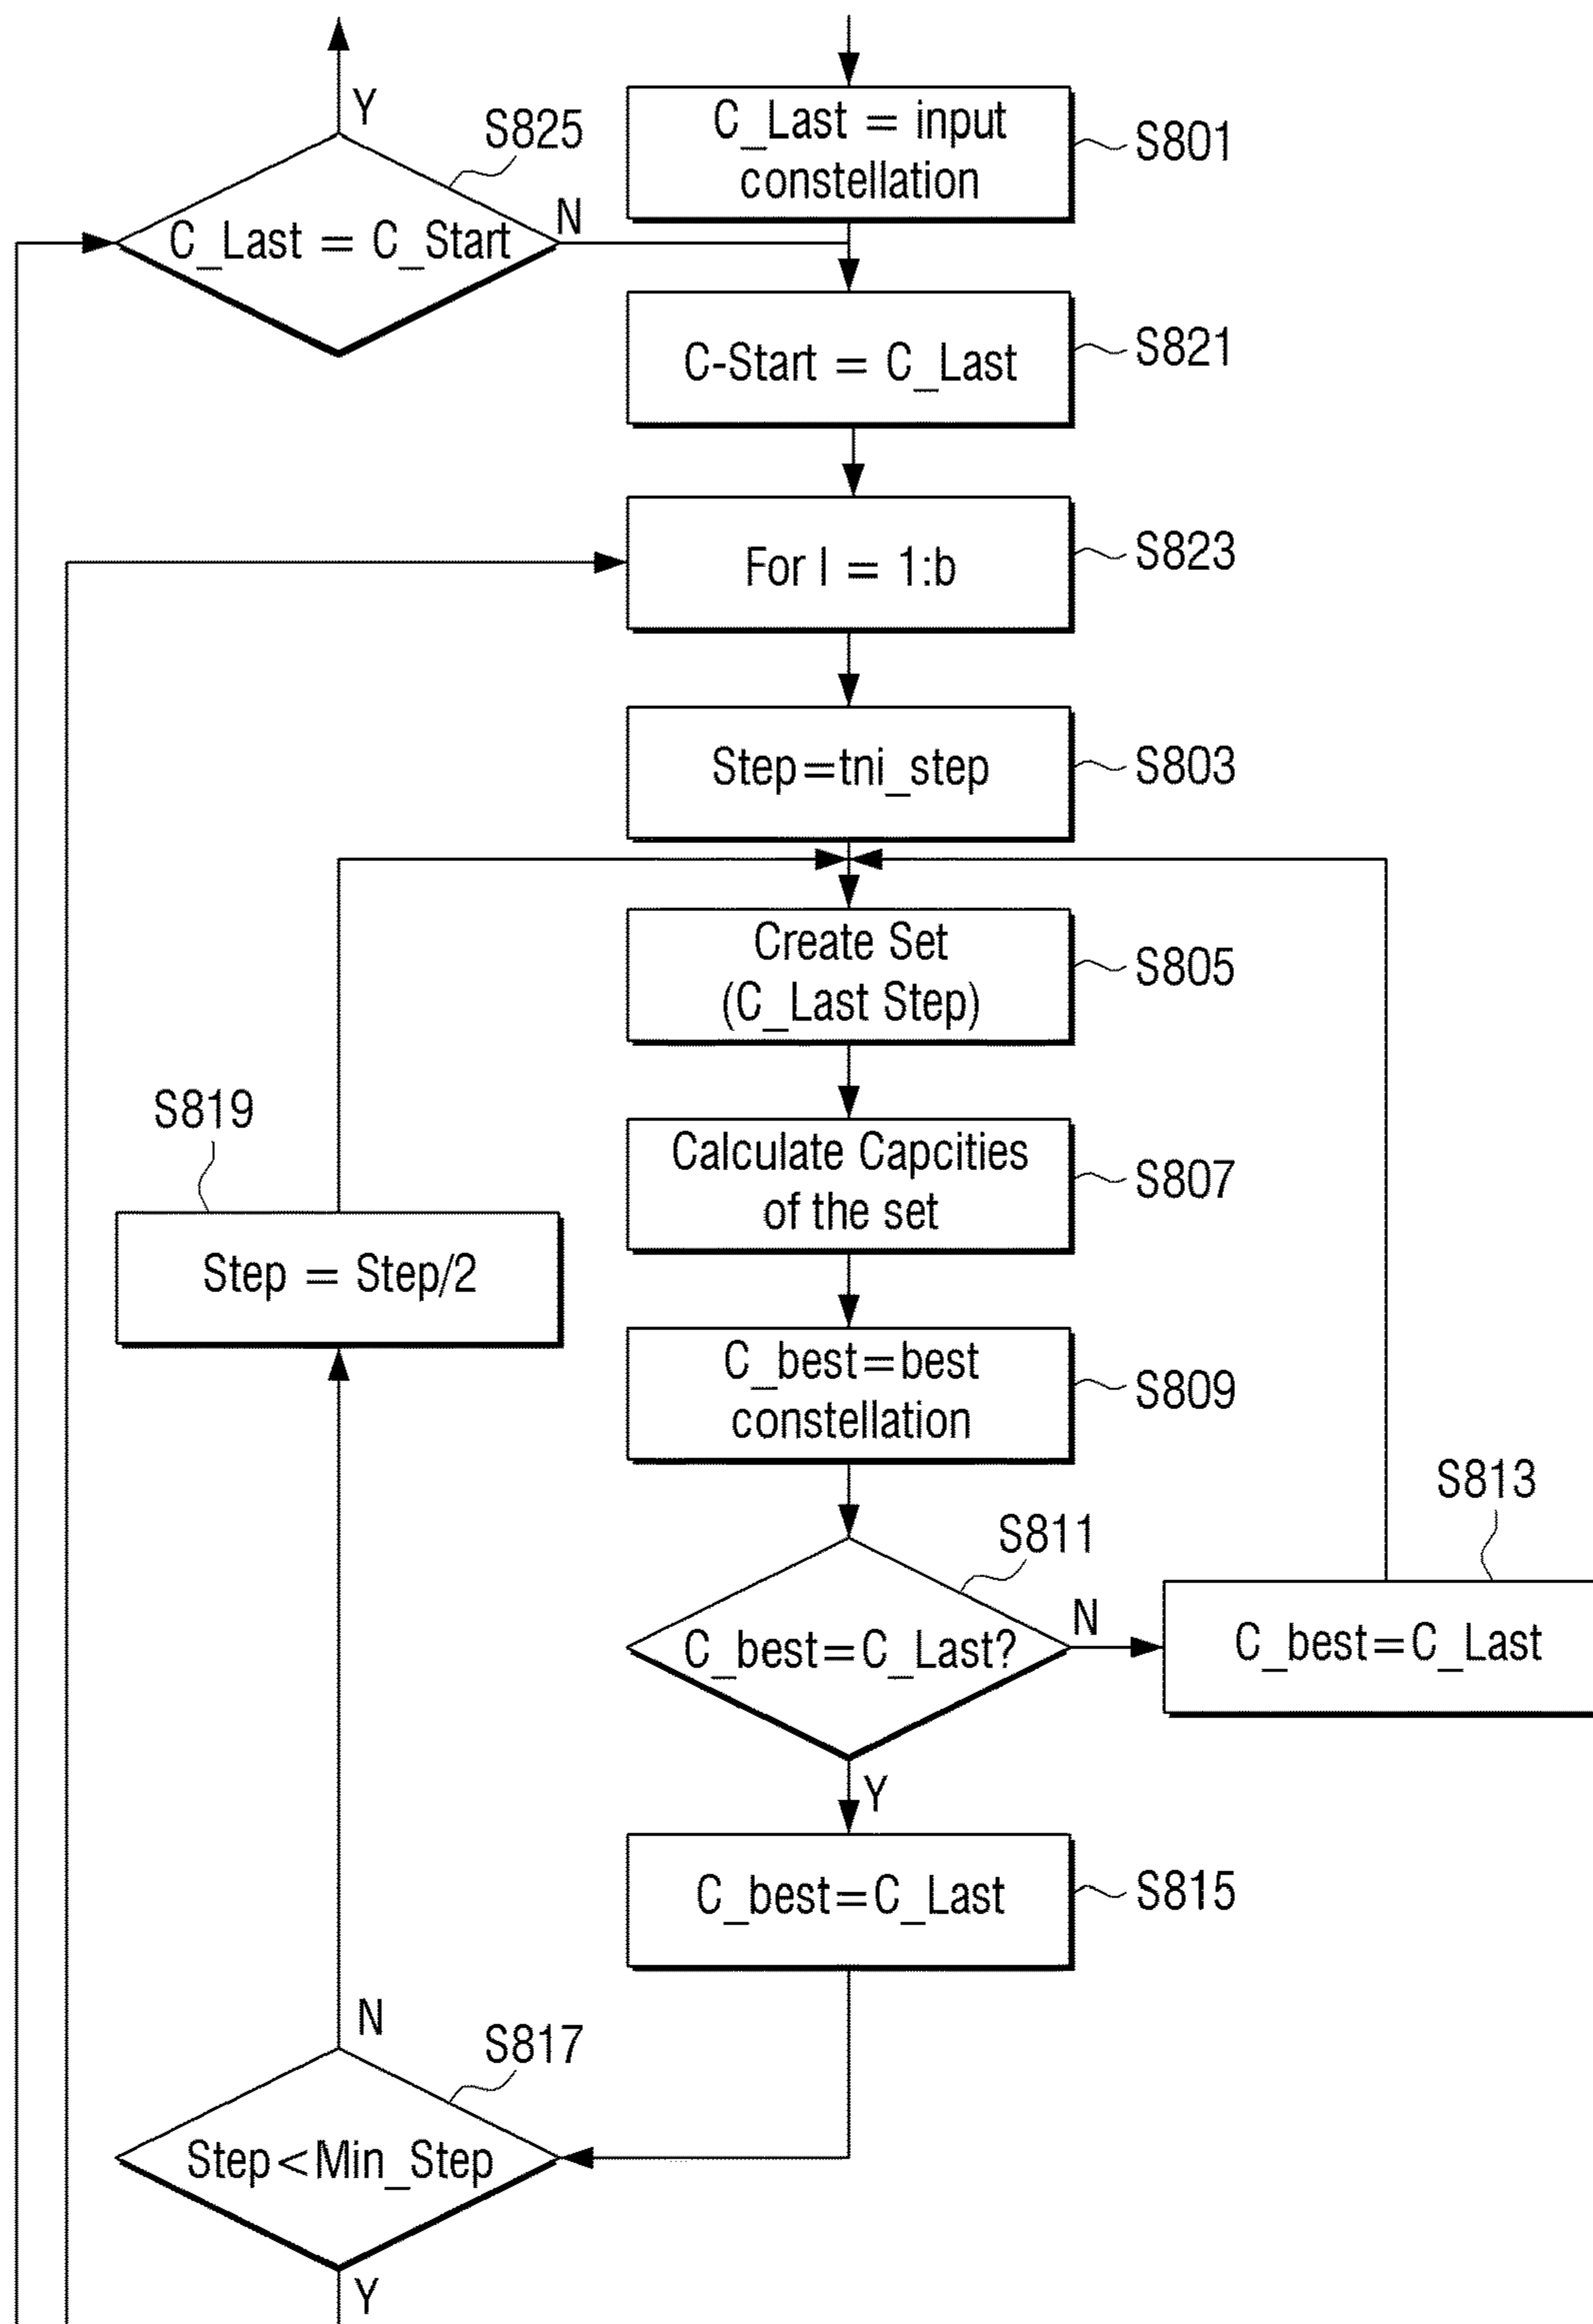 Y
S825
C_Last = C_Start
N
C_Last = input
constellation
S801
C-Start = C_Last
S821
For I = 1:b
S823
Step=tni_step
S803
Create Set
(C_Last Step)
S805
S819
Step = Step/2
Calculate Capcities
of the set
S807
C_best=best
constellation
S809
S811
C_best=C_Last?
N
S813
C_best=C_Last
Y
C_best=C_Last
S815
N
S817
Step<Min_Step
Y